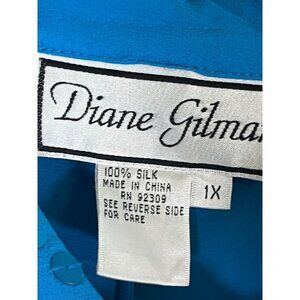 Diane Gilma
100% SILK
MADE IN CHINA
RN 92309
SEE REVERSE SIDE
FOR CARE
1X